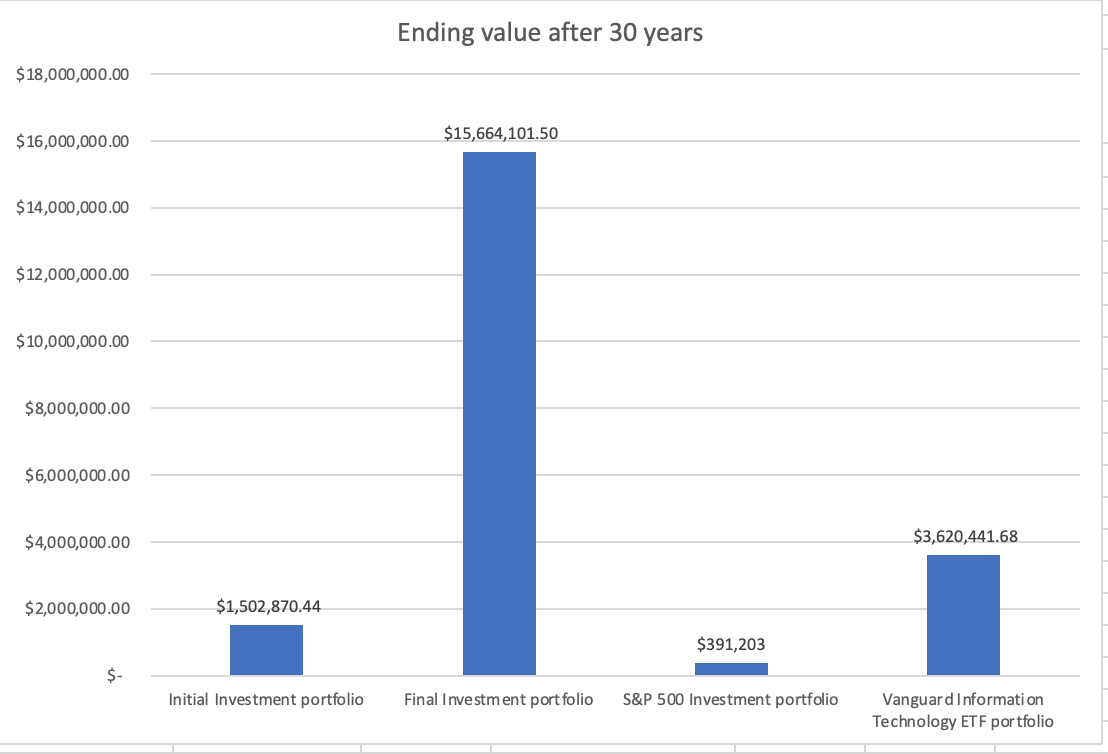 Ending value after 30 years
$18,000,000.00
$16,000,000.00
$14,000,000.00
$12,000,000.00
$10,000,000.00
$8,000,000.00
$6,000,000.00
$4,000,000.00
$2,000,000.00
$-
$1,502,870.44
$15,664,101.50
$391,203
$3,620,441.68
Initial Investment portfolio
Final Investment portfolio
S&P 500 Investment portfolio
Vanguard Information
Technology ETF portfolio